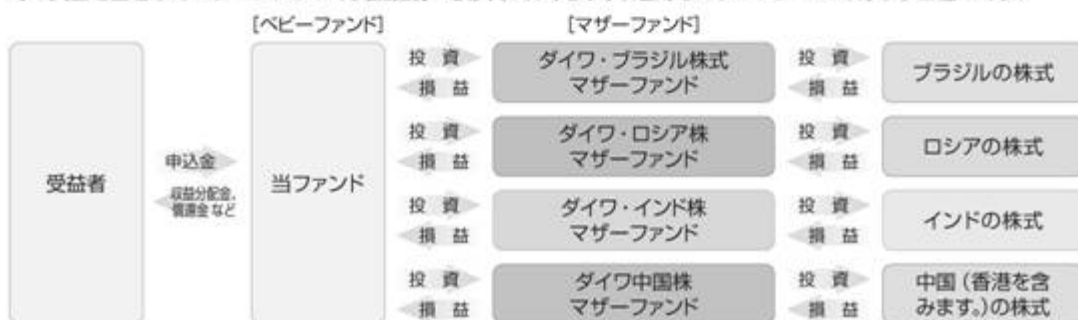 [ベビーファンド]
[マザーファンド]
受益者
申込金
収益分配金、
償還金 など
当ファンド
投 資
損 益
ダイワ・ブラジル株式
マザーファンド
投 資
損 益
ブラジルの株式
投 資
損 益
ダイワ・ロシア株
マザーファンド
投 資
損 益
ロシアの株式
投 資
損 益
ダイワ・インド株
マザーファンド
投 資
損 益
インドの株式
投 資
損 益
ダイワ中国株
マザーファンド
投 資
損 益
中国（香港を含
みます。）の株式